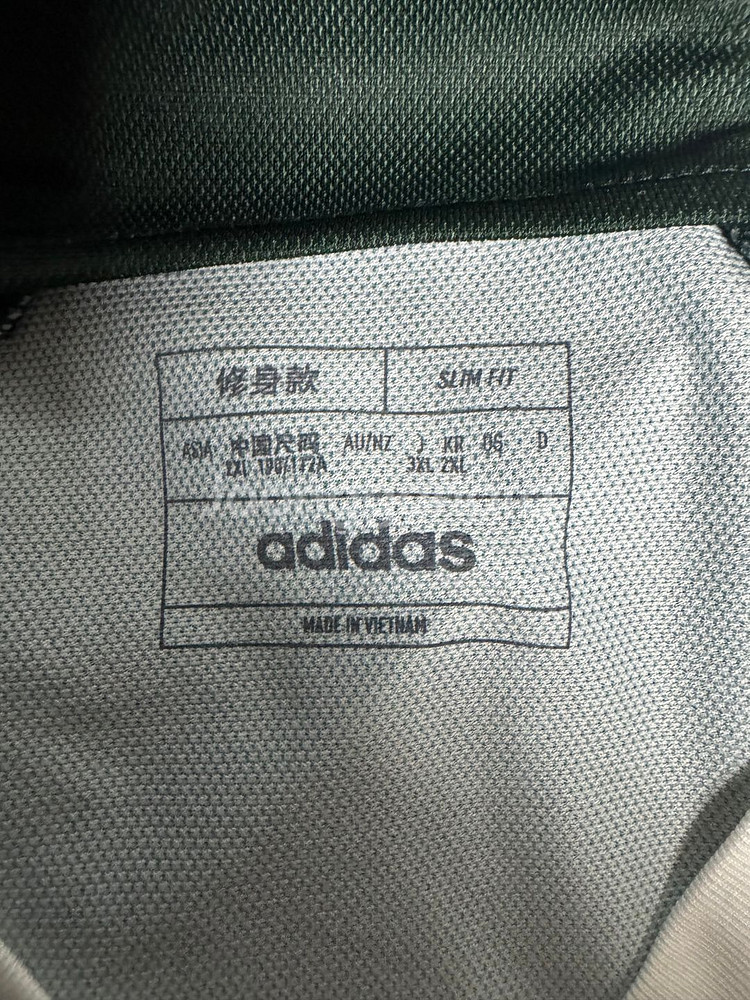 修身款 SLIM FIT
ASIA 中国尺码 AU/NZ J KR OS D
2XL 190/112A 3XL 2XL
adidas
MADE IN VIETNAM